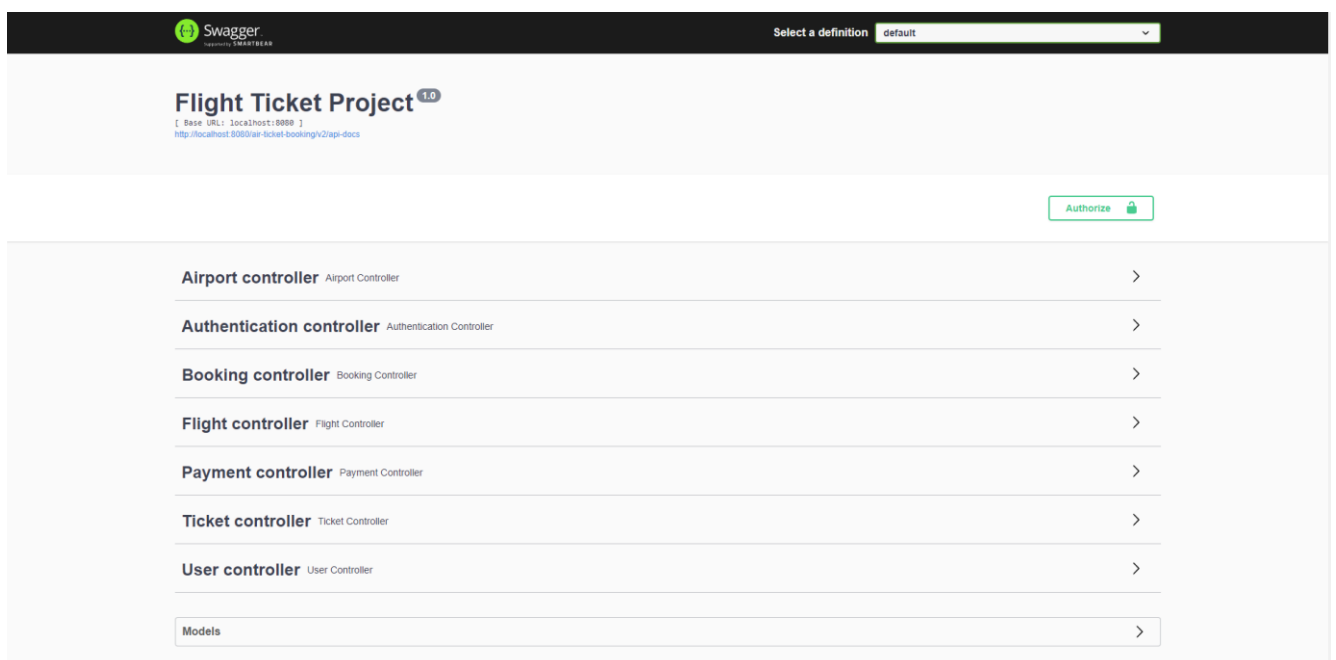 Swagger.
Supported by SMARTBEAR
Select a definition
default
Flight Ticket Project 1.0
[ Base URL: localhost:8080 ]
http://localhost:8080/air-ticket-booking/v2/api-docs
Authorize
Airport controller Airport Controller
Authentication controller Authentication Controller
Booking controller Booking Controller
Flight controller Flight Controller
Payment controller Payment Controller
Ticket controller Ticket Controller
User controller User Controller
Models